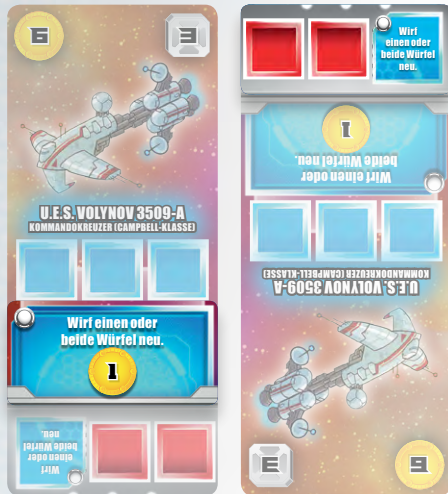 6
3
U.E.S. VOLYNOV 3509-A
KOMMANDOKREUZER (CAMPBELL-KLASSE)
Wirf einen oder
beide Würfel neu.
1
Wirf
einen oder
beide Würfel
neu.
Wirf
einen oder
beide Würfel
neu.
Wirf einen oder
beide Würfel neu.
1
U.E.S. VOLYNOV 3509-A
KOMMANDOKREUZER (CAMPBELL-KLASSE)
3
6